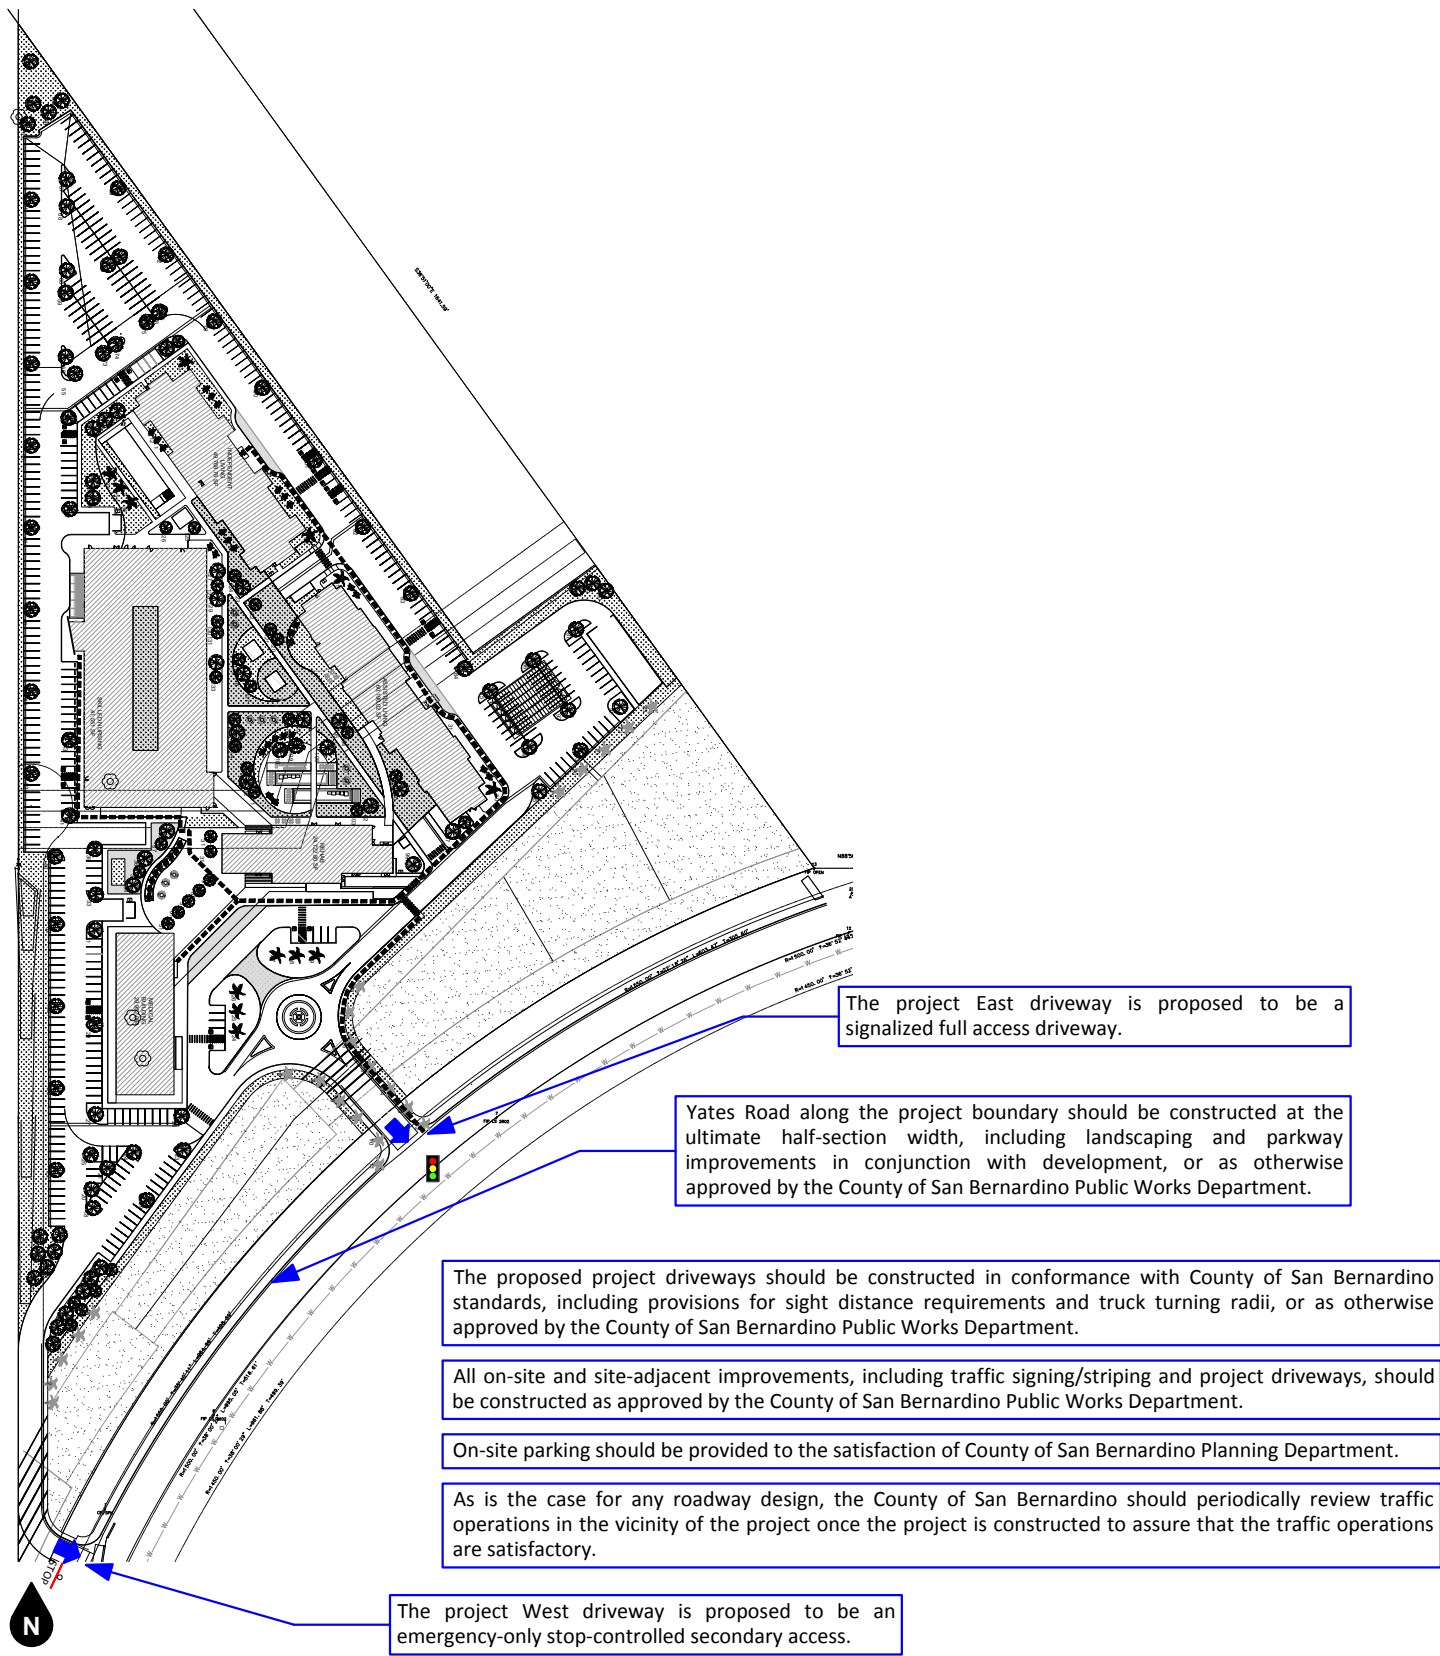 The project East driveway is proposed to be a
signalized full access driveway.
Yates Road along the project boundary should be constructed at the
ultimate half-section width, including landscaping and parkway
improvements in conjunction with development, or as otherwise
approved by the County of San Bernardino Public Works Department.
The proposed project driveways should be constructed in conformance with County of San Bernardino
standards, including provisions for sight distance requirements and truck turning radii, or as otherwise
approved by the County of San Bernardino Public Works Department.
All on-site and site-adjacent improvements, including traffic signing/striping and project driveways, should
be constructed as approved by the County of San Bernardino Public Works Department.
On-site parking should be provided to the satisfaction of County of San Bernardino Planning Department.
As is the case for any roadway design, the County of San Bernardino should periodically review traffic
operations in the vicinity of the project once the project is constructed to assure that the traffic operations
are satisfactory.
The project West driveway is proposed to be an
emergency-only stop-controlled secondary access.
STOP
N